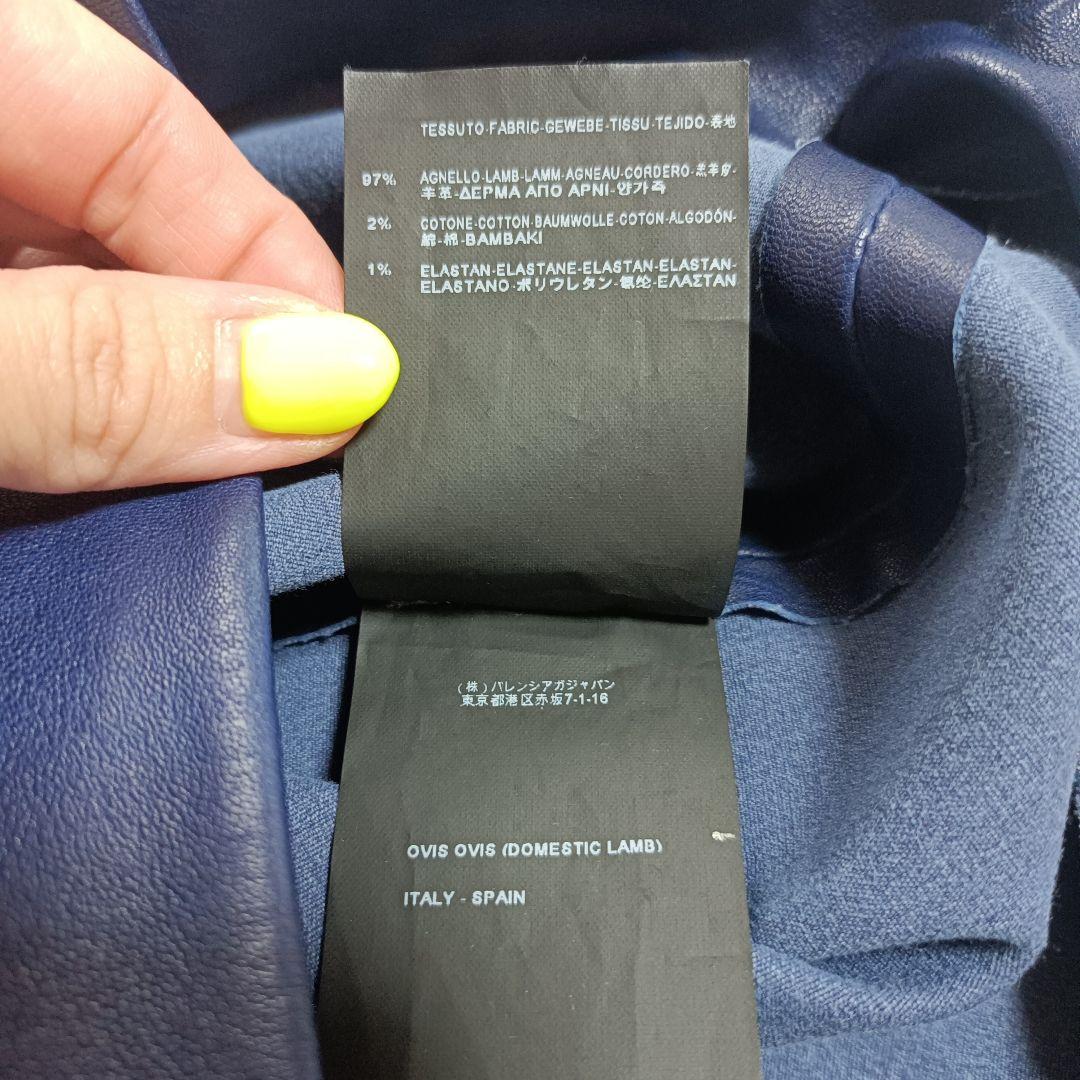 TESSUTO-FABRIC-GEWEBE-TISSU-TEJIDO-表地
97% AGNELLO-LAMB-LAMM-AGNEAU-CORDERO-羔羊皮-
羊革-ΔΕΡΜΑ ΑΠΟ ΑΡΝΙ-양가죽
2% COTONE-COTTON-BAUMWOLLE-COTON-ALGODÓN-
綿-棉-BAMBAKI
1% ELASTAN-ELASTANE-ELASTAN-ELASTAN-
ELASTANO-ポリウレタン-氨纶-ΕΛΑΣΤΑΝ
(株)バレンシアガジャパン
東京都港区赤坂7-1-16
OVIS OVIS (DOMESTIC LAMB)
ITALY - SPAIN